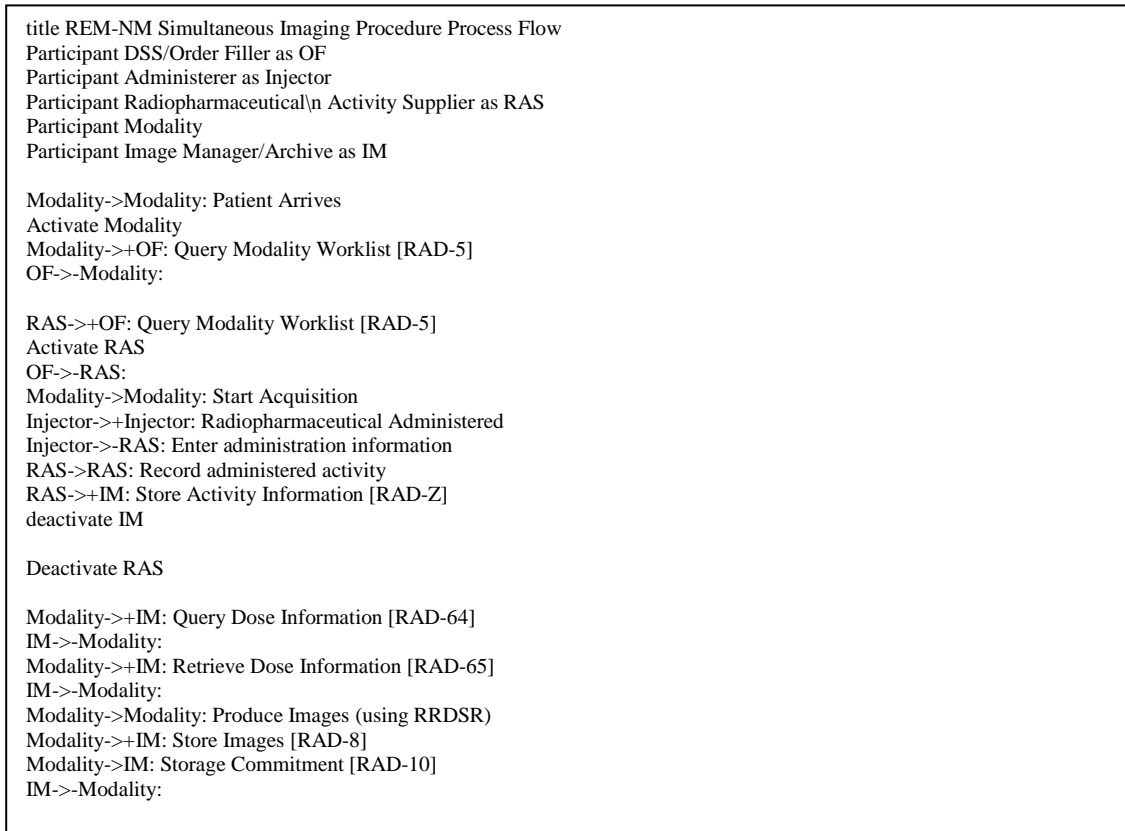 title REM-NM Simultaneous Imaging Procedure Process Flow
Participant DSS/Order Filler as OF
Participant Administerer as Injector
Participant Radiopharmaceutical\n Activity Supplier as RAS
Participant Modality
Participant Image Manager/Archive as IM
Modality->Modality: Patient Arrives
Activate Modality
Modality->+OF: Query Modality Worklist [RAD-5]
OF->-Modality:
RAS->+OF: Query Modality Worklist [RAD-5]
Activate RAS
OF->-RAS:
Modality->Modality: Start Acquisition
Injector->+Injector: Radiopharmaceutical Administered
Injector->-RAS: Enter administration information
RAS->RAS: Record administered activity
RAS->+IM: Store Activity Information [RAD-Z]
deactivate IM
Deactivate RAS
Modality->+IM: Query Dose Information [RAD-64]
IM->-Modality:
Modality->+IM: Retrieve Dose Information [RAD-65]
IM->-Modality:
Modality->Modality: Produce Images (using RRDSR)
Modality->+IM: Store Images [RAD-8]
Modality->IM: Storage Commitment [RAD-10]
IM->-Modality: